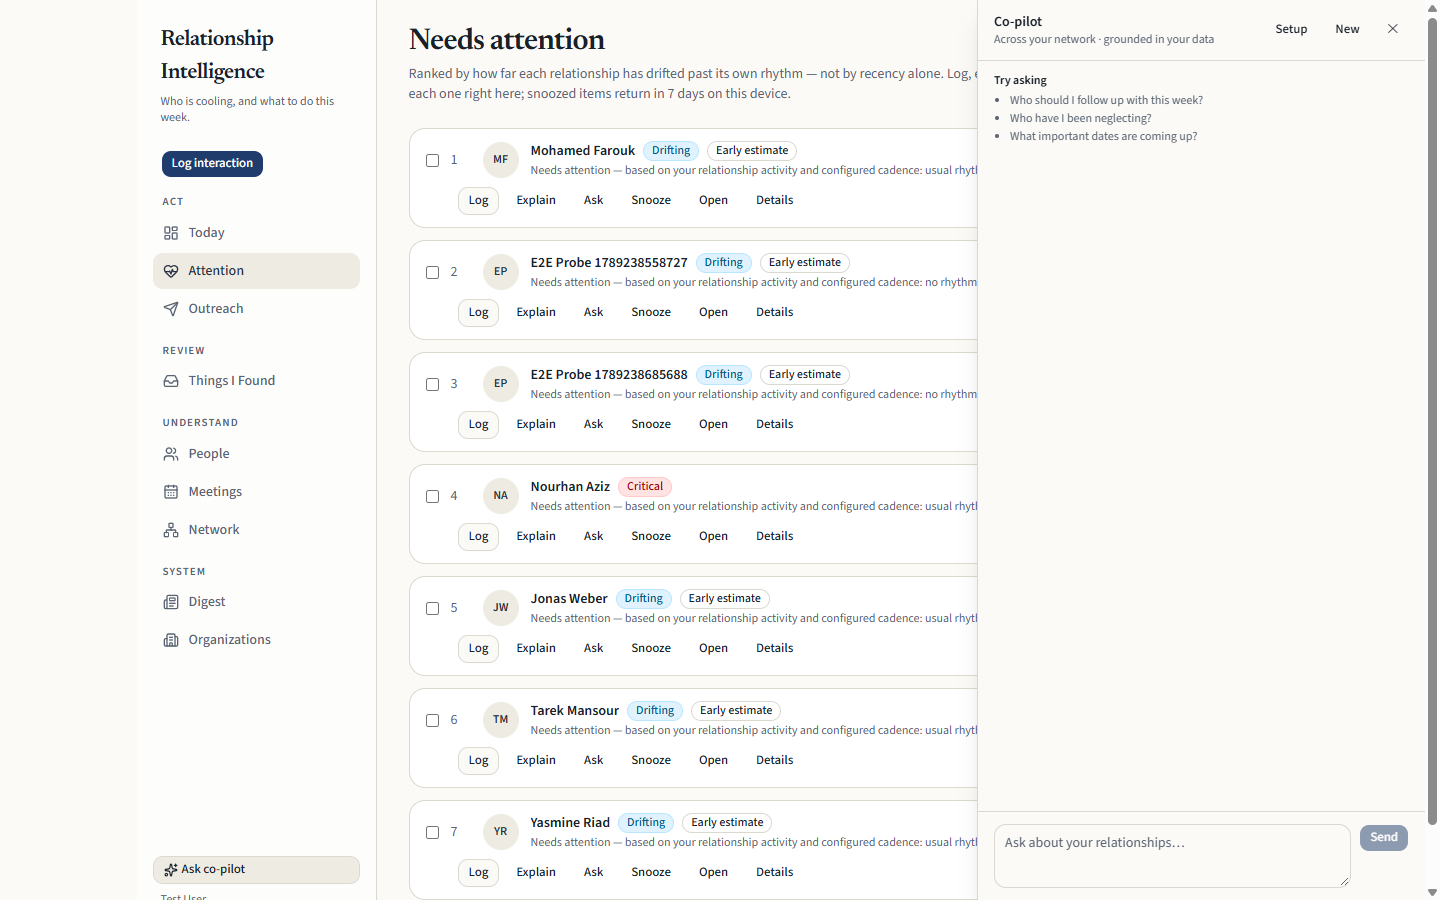 Relationship
Intelligence
Who is cooling, and what to do this
week.
Log interaction
ACT
Today
Attention
Outreach
REVIEW
Things I Found
UNDERSTAND
People
Meetings
Network
SYSTEM
Digest
Organizations
Ask co-pilot
Test User
Needs attention
Ranked by how far each relationship has drifted past its own rhythm — not by recency alone. Log,
each one right here; snoozed items return in 7 days on this device.
1 MF Mohamed Farouk Drifting Early estimate
Needs attention — based on your relationship activity and configured cadence: usual
Log Explain Ask Snooze Open Details
2 EP E2E Probe 1789238558727 Drifting Early estimate
Needs attention — based on your relationship activity and configured cadence: no rhythm
Log Explain Ask Snooze Open Details
3 EP E2E Probe 1789238685688 Drifting Early estimate
Needs attention — based on your relationship activity and configured cadence: no rhythm
Log Explain Ask Snooze Open Details
4 NA Nourhan Aziz Critical
Needs attention — based on your relationship activity and configured cadence: usual
Log Explain Ask Snooze Open Details
5 JW Jonas Weber Drifting Early estimate
Needs attention — based on your relationship activity and configured cadence: usual
Log Explain Ask Snooze Open Details
6 TM Tarek Mansour Drifting Early estimate
Needs attention — based on your relationship activity and configured cadence: usual
Log Explain Ask Snooze Open Details
7 YR Yasmine Riad Drifting Early estimate
Needs attention — based on your relationship activity and configured cadence: usual
Log Explain Ask Snooze Open Details
Co-pilot
Across your network · grounded in your data
Setup New
Try asking
• Who should I follow up with this week?
• Who have I been neglecting?
• What important dates are coming up?
Ask about your relationships…
Send